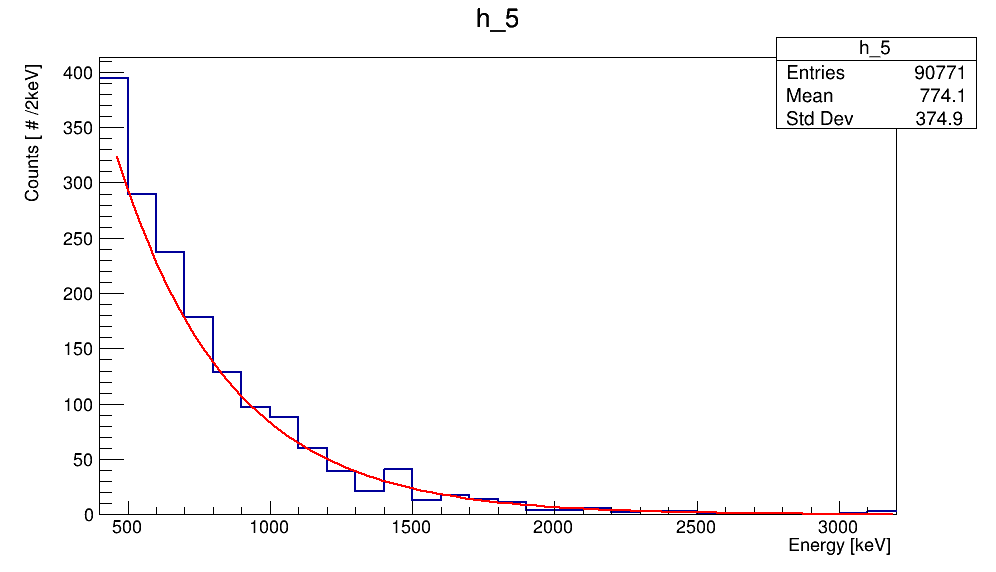 h_5
h_5
Entries 90771
Mean 774.1
Std Dev 374.9
Counts [ # /2keV]
400
350
300
250
200
150
100
50
0
500 1000 1500 2000 2500 3000
Energy [keV]